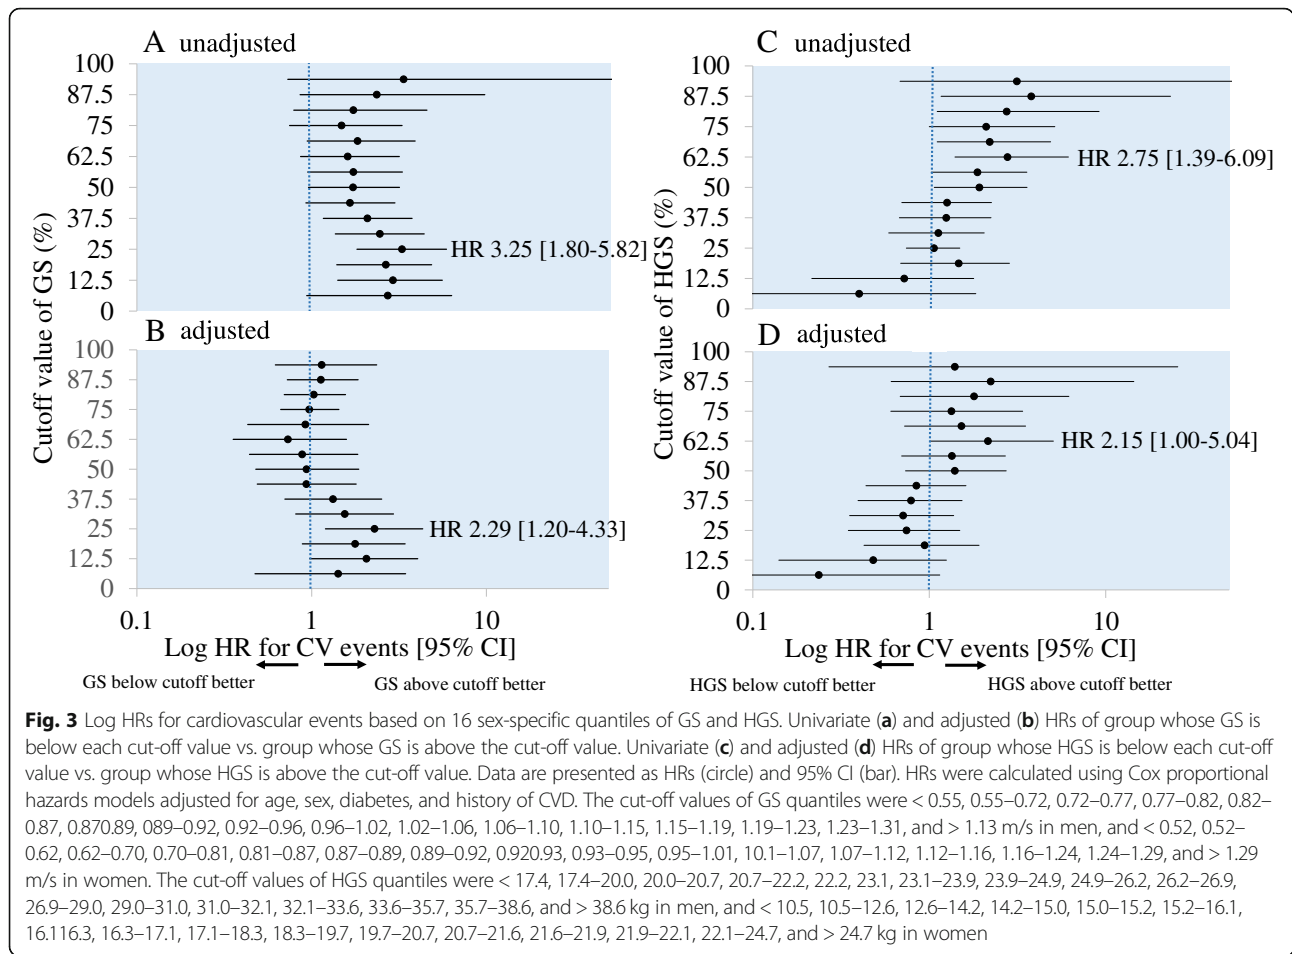 A unadjusted
100
87.5
75
62.5
50
37.5
25
12.5
0
Cutoff value of GS (%)
HR 3.25 [1.80-5.82]
B adjusted
100
87.5
75
62.5
50
37.5
25
12.5
0
HR 2.29 [1.20-4.33]
0.1
1
10
Log HR for CV events [95% CI]
GS below cutoff better
GS above cutoff better
C unadjusted
100
87.5
75
62.5
50
37.5
25
12.5
0
Cutoff value of HGS (%)
HR 2.75 [1.39-6.09]
D adjusted
100
87.5
75
62.5
50
37.5
25
12.5
0
HR 2.15 [1.00-5.04]
0.1
1
10
Log HR for CV events [95% CI]
HGS below cutoff better
HGS above cutoff better
Fig. 3 Log HRs for cardiovascular events based on 16 sex-specific quantiles of GS and HGS. Univariate (a) and adjusted (b) HRs of group whose GS is
below each cut-off value vs. group whose GS is above the cut-off value. Univariate (c) and adjusted (d) HRs of group whose HGS is below each cut-off
value vs. group whose HGS is above the cut-off value. Data are presented as HRs (circle) and 95% CI (bar). HRs were calculated using Cox proportional
hazards models adjusted for age, sex, diabetes, and history of CVD. The cut-off values of GS quantiles were < 0.55, 0.55–0.72, 0.72–0.77, 0.77–0.82, 0.82–
0.87, 0.870.89, 089–0.92, 0.92–0.96, 0.96–1.02, 1.02–1.06, 1.06–1.10, 1.10–1.15, 1.15–1.19, 1.19–1.23, 1.23–1.31, and > 1.13 m/s in men, and < 0.52, 0.52–
0.62, 0.62–0.70, 0.70–0.81, 0.81–0.87, 0.87–0.89, 0.89–0.92, 0.920.93, 0.93–0.95, 0.95–1.01, 10.1–1.07, 1.07–1.12, 1.12–1.16, 1.16–1.24, 1.24–1.29, and > 1.29
m/s in women. The cut-off values of HGS quantiles were < 17.4, 17.4–20.0, 20.0–20.7, 20.7–22.2, 22.2, 23.1, 23.1–23.9, 23.9–24.9, 24.9–26.2, 26.2–26.9,
26.9–29.0, 29.0–31.0, 31.0–32.1, 32.1–33.6, 33.6–35.7, 35.7–38.6, and > 38.6 kg in men, and < 10.5, 10.5–12.6, 12.6–14.2, 14.2–15.0, 15.0–15.2, 15.2–16.1,
16.116.3, 16.3–17.1, 17.1–18.3, 18.3–19.7, 19.7–20.7, 20.7–21.6, 21.6–21.9, 21.9–22.1, 22.1–24.7, and > 24.7 kg in women